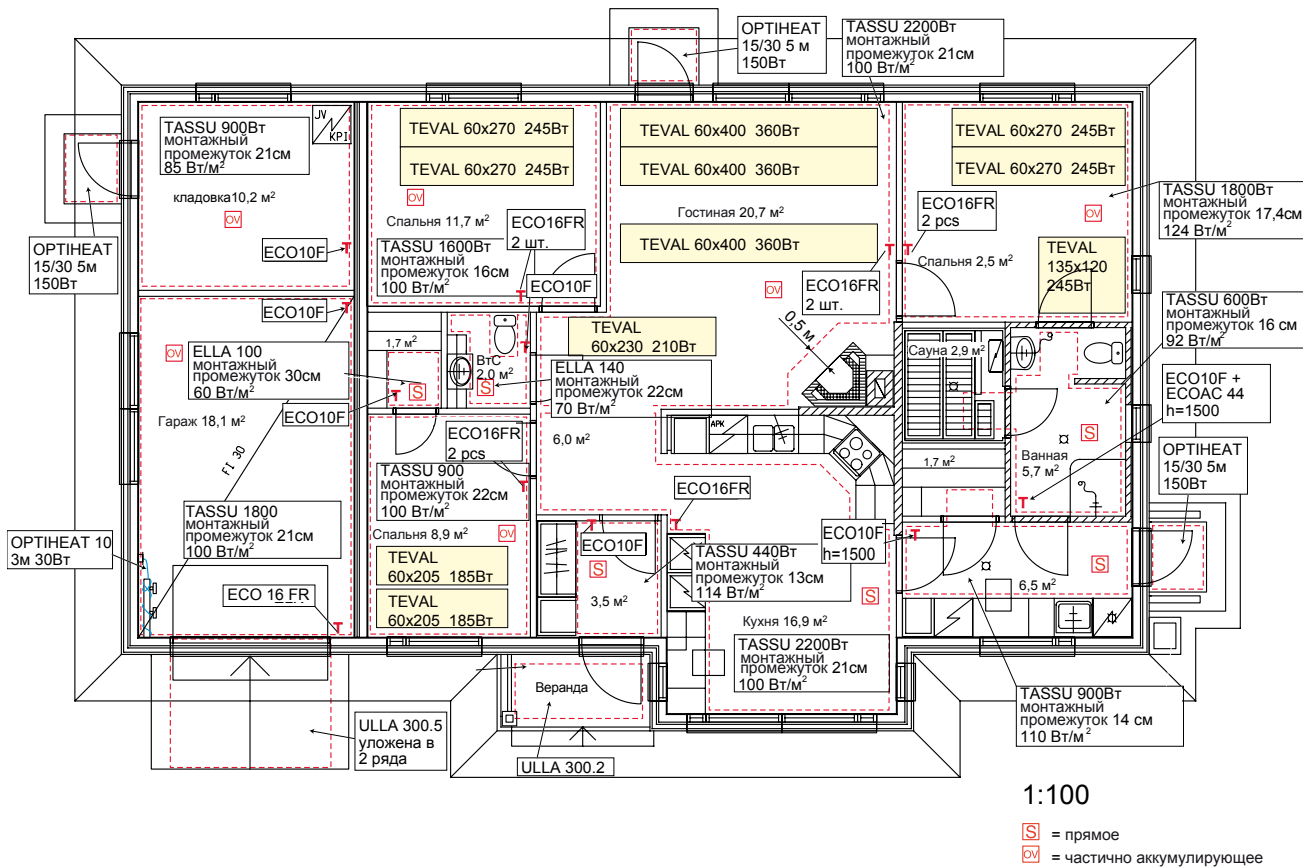 OPTIHEAT
15/30 5 м
150Вт
TASSU 2200Вт
монтажный
промежуток 21см
100 Вт/м²
TASSU 900Вт
монтажный
промежуток 21см
85 Вт/м²
JV
KPI
кладовка10,2 м²
OV
ECO10F
OPTIHEAT
15/30 5м
150Вт
TEVAL 60x270 245Вт
TEVAL 60x270 245Вт
OV
Спальня 11,7 м²
TASSU 1600Вт
монтажный
промежуток 16см
100 Вт/м²
ECO16FR
2 шт.
ECO10F
TEVAL 60x400 360Вт
TEVAL 60x400 360Вт
Гостиная 20,7 м²
TEVAL 60x400 360Вт
OV
ECO16FR
2 шт.
TEVAL
60x230 210Вт
0,5 м
TEVAL 60x270 245Вт
TEVAL 60x270 245Вт
ECO16FR
2 pcs
OV
Спальня 2,5 м²
TEVAL
135x120
245Вт
TASSU 1800Вт
монтажный
промежуток 17,4см
124 Вт/м²
TASSU 600Вт
монтажный
промежуток 16 см
92 Вт/м²
ECO10F +
ECOAC 44
h=1500
OPTIHEAT
15/30 5м
150Вт
ECO10F
OV
ELLA 100
монтажный
промежуток 30см
60 Вт/м²
ECO10F
Гараж 18,1 м²
FI 30
TASSU 1800
монтажный
промежуток 21см
100 Вт/м²
OPTIHEAT 10
3м 30Вт
ECO 16 FR
1,7 м²
S
ВтС
2,0 м²
S
ELLA 140
монтажный
промежуток 22см
70 Вт/м²
ECO16FR
2 pcs
TASSU 900
монтажный
промежуток 22см
100 Вт/м²
Спальня 8,9 м²
OV
TEVAL
60x205 185Вт
TEVAL
60x205 185Вт
6,0 м²
APK
ECO16FR
ECO10F
S
3,5 м²
TASSU 440Вт
монтажный
промежуток 13см
114 Вт/м²
S
Кухня 16,9 м²
TASSU 2200Вт
монтажный
промежуток 21см
100 Вт/м²
Сауна 2,9 м²
1,7 м²
S
Ванная
5,7 м²
ECO10F
h=1500
S
6,5 м²
TASSU 900Вт
монтажный
промежуток 14 см
110 Вт/м²
Веранда
ULLA 300.5
уложена в
2 ряда
ULLA 300.2
1:100
S = прямое
OV = частично аккумулирующее